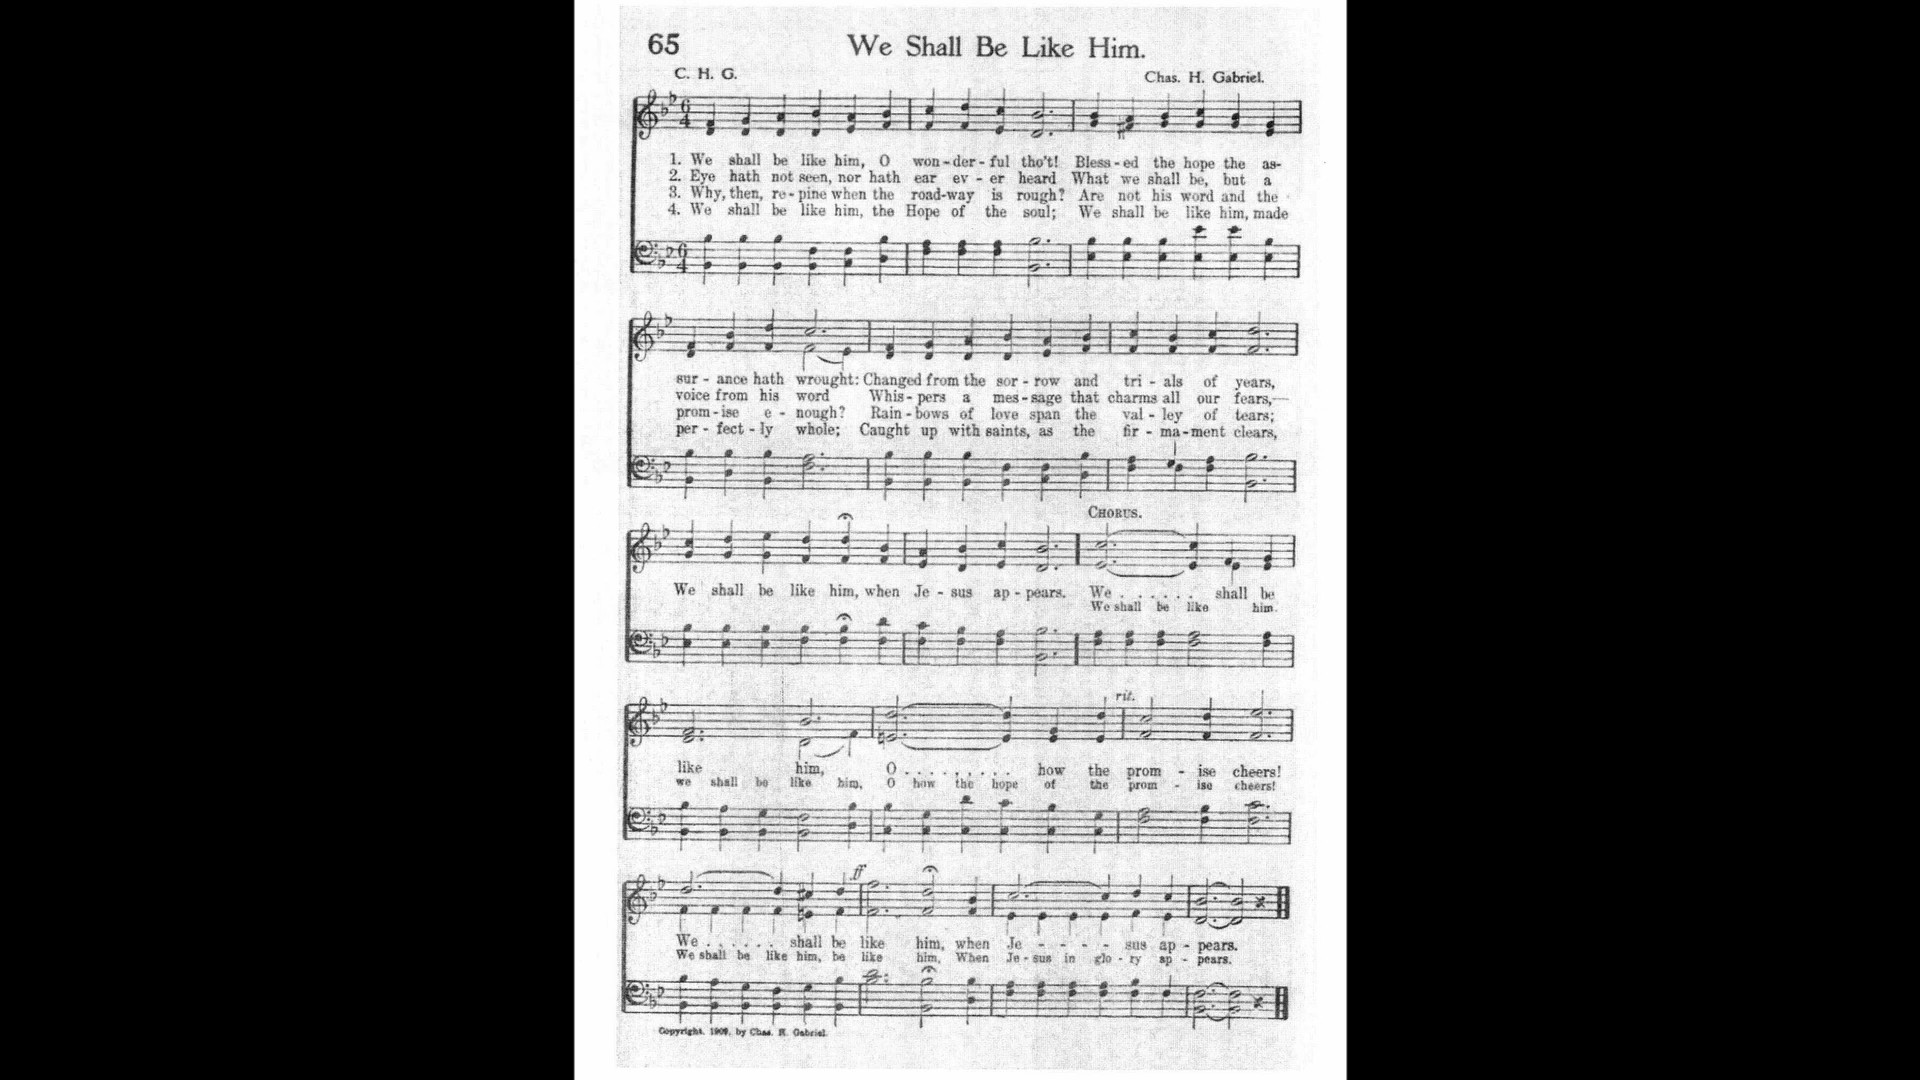 65 We Shall Be Like Him.
C. H. G. Chas. H. Gabriel.
1. We shall be like him, O won-der-ful tho't! Bless-ed the hope the as-
2. Eye hath not seen, nor hath ear ev-er heard What we shall be, but a
3. Why, then, re-pine when the road-way is rough? Are not his word and the
4. We shall be like him, the Hope of the soul; We shall be like him, made
sur-ance hath wrought: Changed from the sor-row and tri-als of years,
voice from his word Whis-pers a mes-sage that charms all our fears,—
prom-ise e-nough? Rain-bows of love span the val-ley of tears;
per-fect-ly whole; Caught up with saints, as the fir-ma-ment clears,
CHORUS.
We shall be like him, when Je-sus ap-pears. We . . . . . . shall be
We shall be like him.
rit.
like him, O . . . . . . . . . how the prom-ise cheers!
we shall be like him, O how the hope of the prom-ise cheers!
ff
We . . . . . . shall be like him, when Je - - - - sus ap-pears.
We shall be like him, be like him, When Je-sus in glo-ry ap-pears.
Copyright, 1909, by Chas. H. Gabriel.